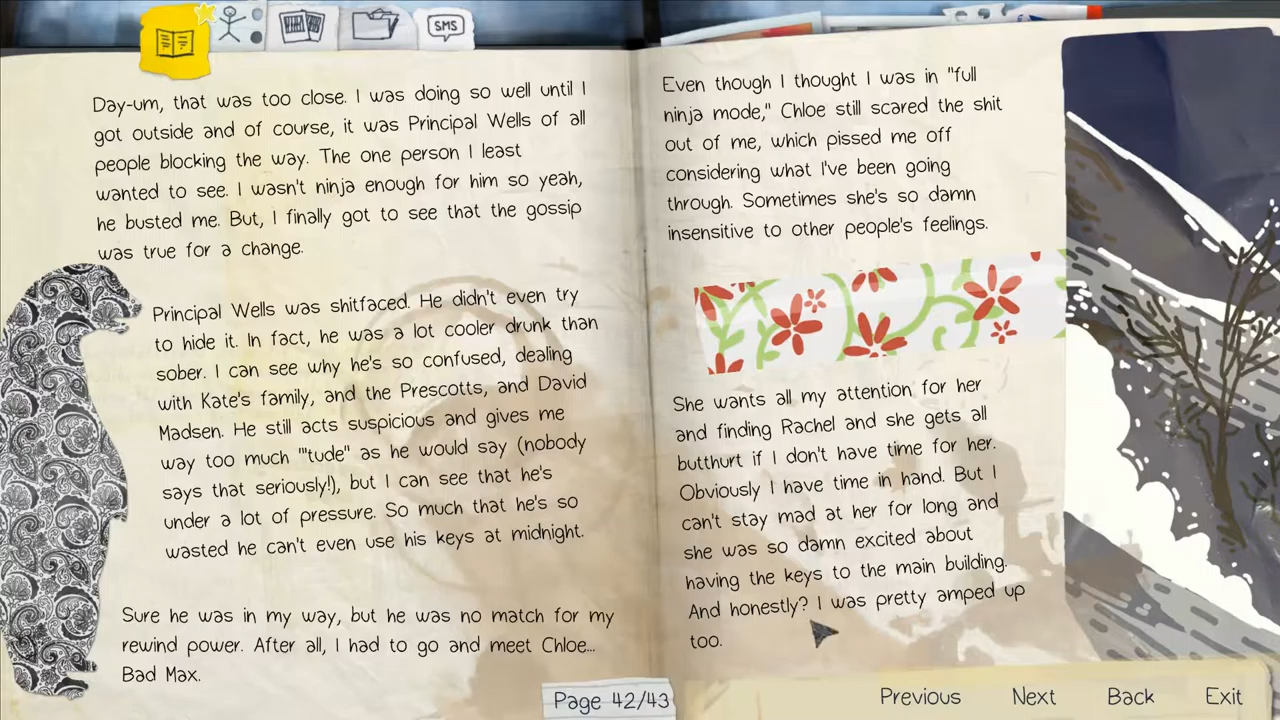 SMS
Day-um, that was too close. I was doing so well until I
got outside and of course, it was Principal Wells of all
people blocking the way. The one person I least
wanted to see. I wasn't ninja enough for him so yeah,
he busted me. But, I finally got to see that the gossip
was true for a change.
Principal Wells was shitfaced. He didn't even try
to hide it. In fact, he was a lot cooler drunk than
sober. I can see why he's so confused, dealing
with Kate's family, and the Prescotts, and David
Madsen. He still acts suspicious and gives me
way too much "'tude" as he would say (nobody
says that seriously!), but I can see that he's
under a lot of pressure. So much that he's so
wasted he can't even use his keys at midnight.
Sure he was in my way, but he was no match for my
rewind power. After all, I had to go and meet Chloe...
Bad Max.
Even though I thought I was in "full
ninja mode," Chloe still scared the shit
out of me, which pissed me off
considering what I've been going
through. Sometimes she's so damn
insensitive to other people's feelings.
She wants all my attention for her
and finding Rachel and she gets all
butthurt if I don't have time for her.
Obviously I have time in hand. But I
can't stay mad at her for long and
she was so damn excited about
having the keys to the main building.
And honestly? I was pretty amped up
too.
Page 42/43
Previous Next Back Exit